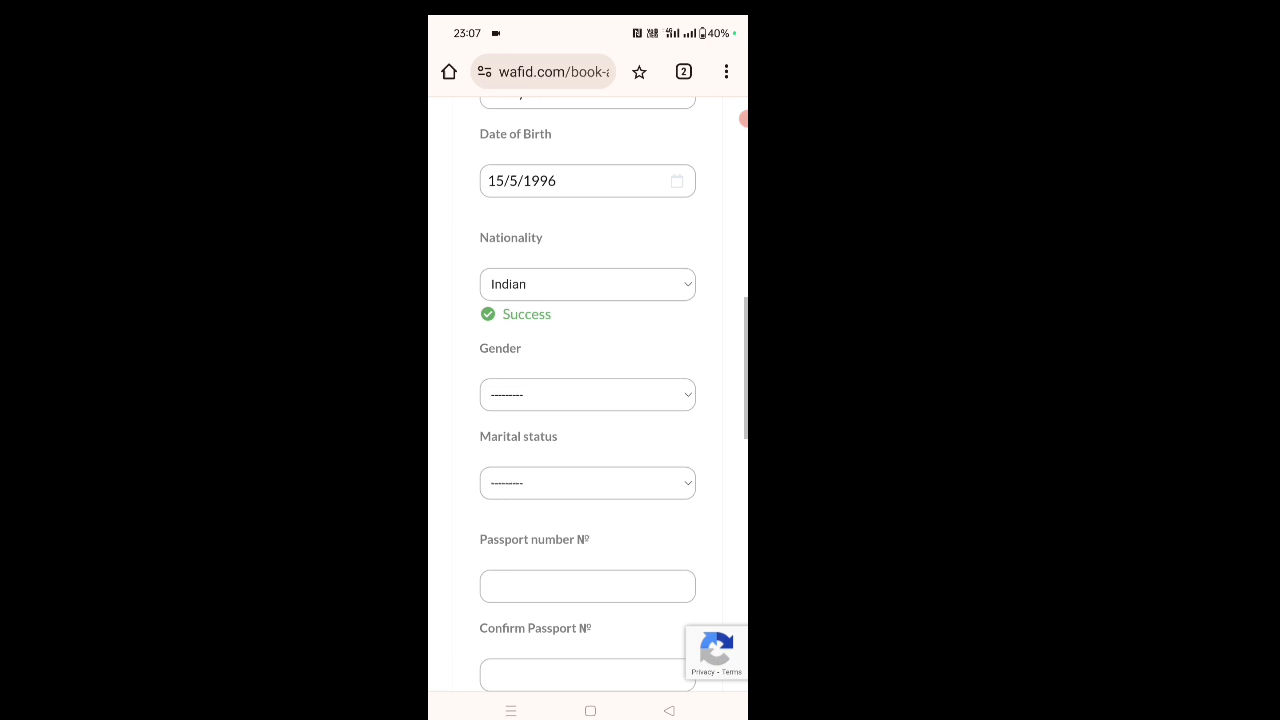 23:07
40%
wafid.com/book-a
2
Date of Birth
15/5/1996
Nationality
Indian
Success
Gender
---------
Marital status
---------
Passport number Nº
Confirm Passport Nº
Privacy - Terms